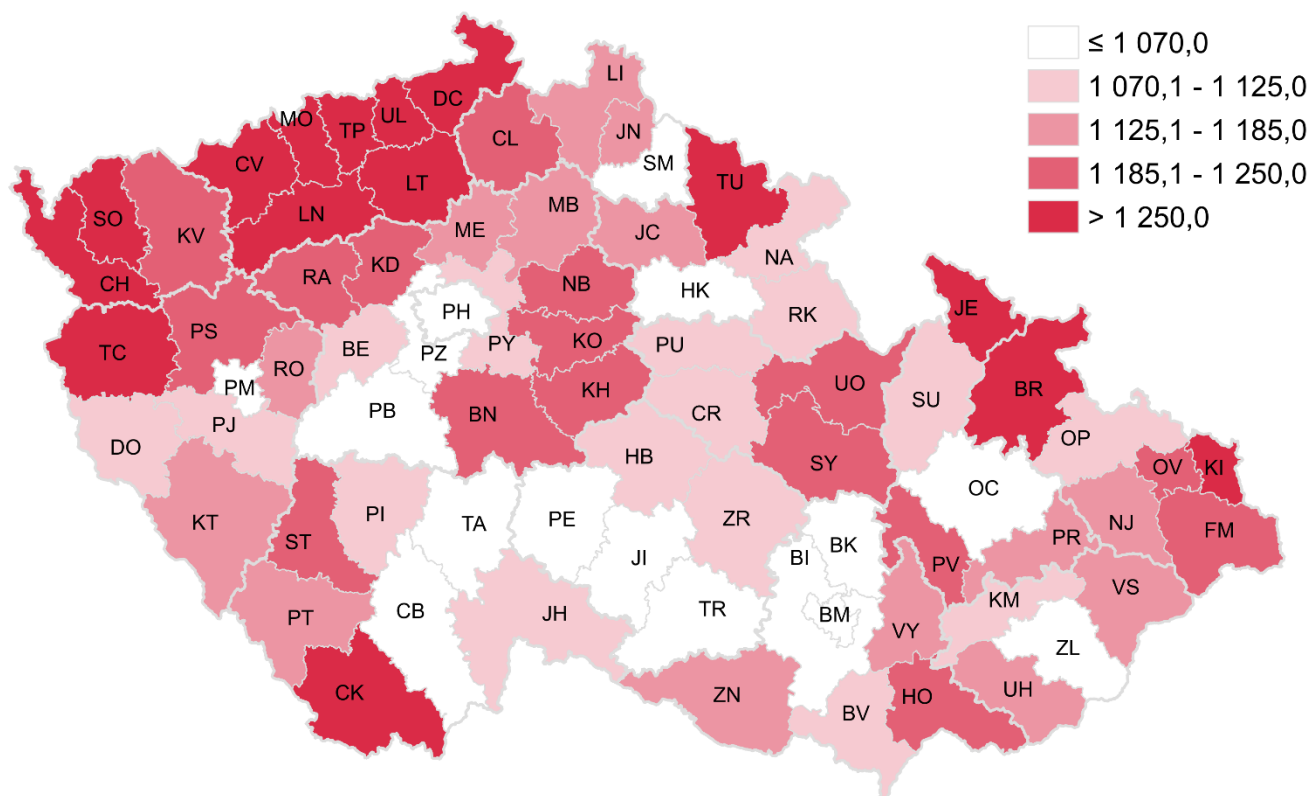 ≤ 1 070,0
1 070,1 - 1 125,0
1 125,1 - 1 185,0
1 185,1 - 1 250,0
> 1 250,0
LI
DC
UL
MO
TP
JN
CL
CV
SM
LT
TU
MB
LN
SO
ME
JC
KV
NA
KD
RA
NB
CH
HK
PH
RK
JE
PS
KO
PU
TC
BE
PY
PZ
RO
PM
UO
BR
KH
SU
PB
BN
CR
PJ
OP
DO
HB
SY
OV
KI
OC
PI
TA
PE
ZR
KT
NJ
FM
ST
PR
BK
JI
BI
PV
VS
KM
CB
JH
TR
BM
PT
VY
ZL
CK
ZN
HO
UH
BV